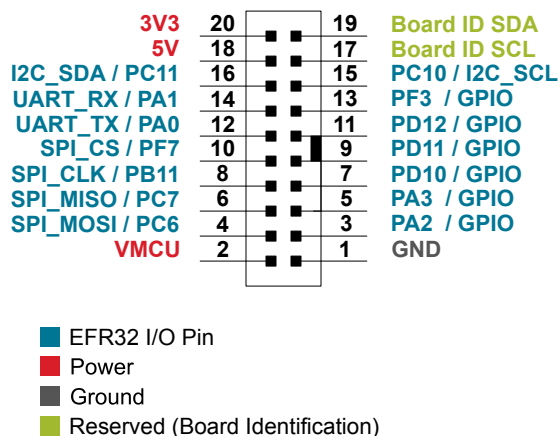 3V3 20 19 Board ID SDA
5V 18 17 Board ID SCL
I2C_SDA / PC11 16 15 PC10 / I2C_SCL
UART_RX / PA1 14 13 PF3 / GPIO
UART_TX / PA0 12 11 PD12 / GPIO
SPI_CS / PF7 10 9 PD11 / GPIO
SPI_CLK / PB11 8 7 PD10 / GPIO
SPI_MISO / PC7 6 5 PA3 / GPIO
SPI_MOSI / PC6 4 3 PA2 / GPIO
VMCU 2 1 GND
EFR32 I/O Pin
Power
Ground
Reserved (Board Identification)